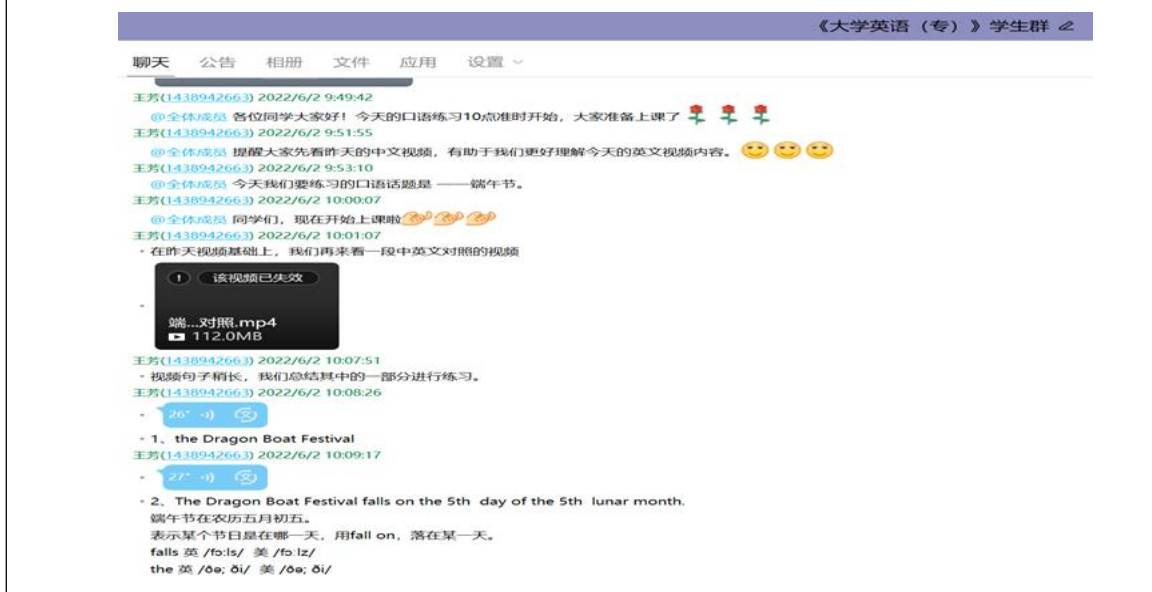 《大学英语（专）》学生群
聊天 公告 相册 文件 应用 设置
王芳(1438942663) 2022/6/2 9:49:42
@全体成员 各位同学大家好！今天的口语练习10点准时开始，大家准备上课了
王芳(1438942663) 2022/6/2 9:51:55
@全体成员 提醒大家先看昨天的中文视频，有助于我们更好理解今天的英文视频内容。
王芳(1438942663) 2022/6/2 9:53:10
@全体成员 今天我们要练习的口语话题是 ——端午节。
王芳(1438942663) 2022/6/2 10:00:07
@全体成员 同学们，现在开始上课啦
王芳(1438942663) 2022/6/2 10:01:07
在昨天视频基础上，我们再来看一段中英文对照的视频
! 该视频已失效
端...对照.mp4
112.0MB
王芳(1438942663) 2022/6/2 10:07:51
视频句子稍长，我们总结其中的一部分进行练习。
王芳(1438942663) 2022/6/2 10:08:26
26"
1、the Dragon Boat Festival
王芳(1438942663) 2022/6/2 10:09:17
27"
2、The Dragon Boat Festival falls on the 5th day of the 5th lunar month.
端午节在农历五月初五。
表示某个节日是在哪一天，用fall on，落在某一天。
falls 英 /fɔ:ls/ 美 /fɔ:lz/
the 英 /ðə; ði/ 美 /ðə; ði/